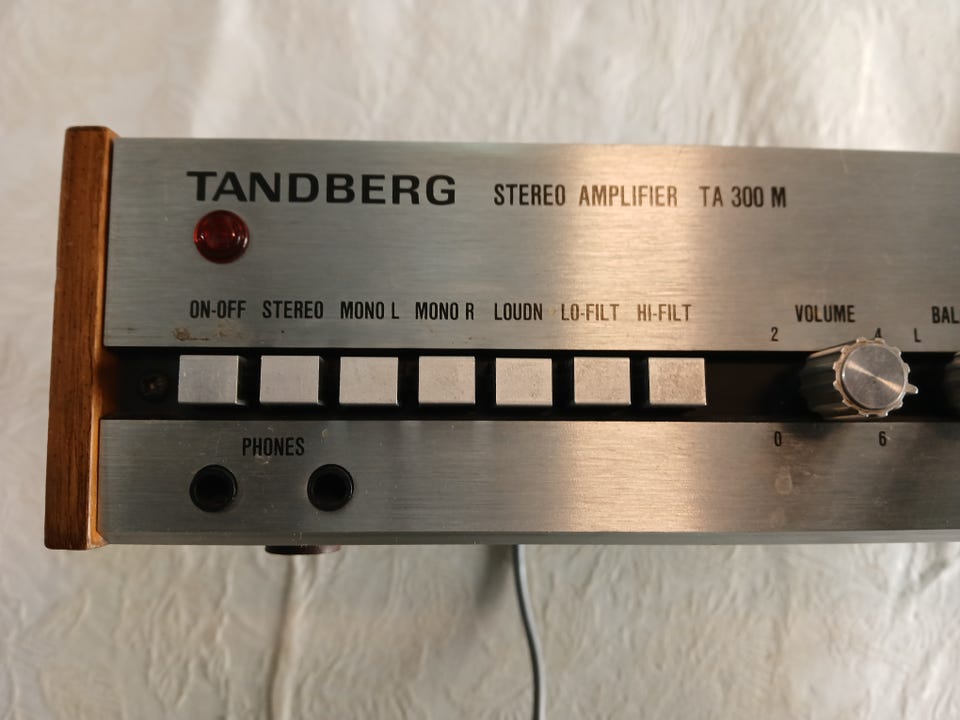 TANDBERG STEREO AMPLIFIER TA 300 M
ON-OFF STEREO MONO L MONO R LOUDN LO-FILT HI-FILT VOLUME BAL
2 4 L
0 6
PHONES